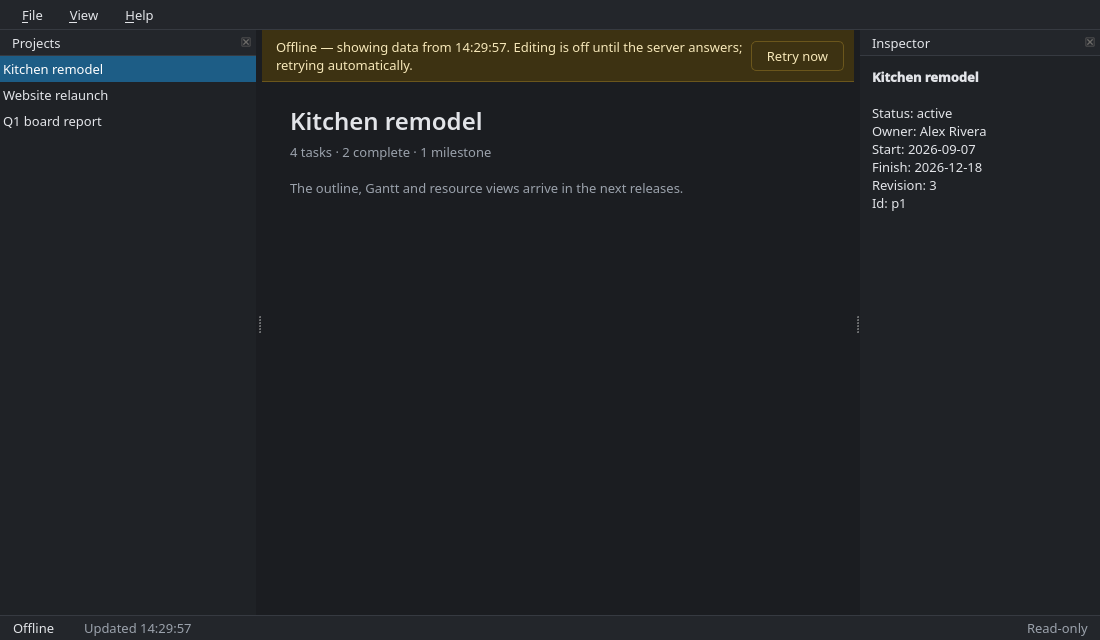 File View Help
Projects
Kitchen remodel
Website relaunch
Q1 board report
Offline — showing data from 14:29:57. Editing is off until the server answers;
retrying automatically.
Retry now
Kitchen remodel
4 tasks · 2 complete · 1 milestone
The outline, Gantt and resource views arrive in the next releases.
Inspector
Kitchen remodel
Status: active
Owner: Alex Rivera
Start: 2026-09-07
Finish: 2026-12-18
Revision: 3
Id: p1
Offline Updated 14:29:57 Read-only